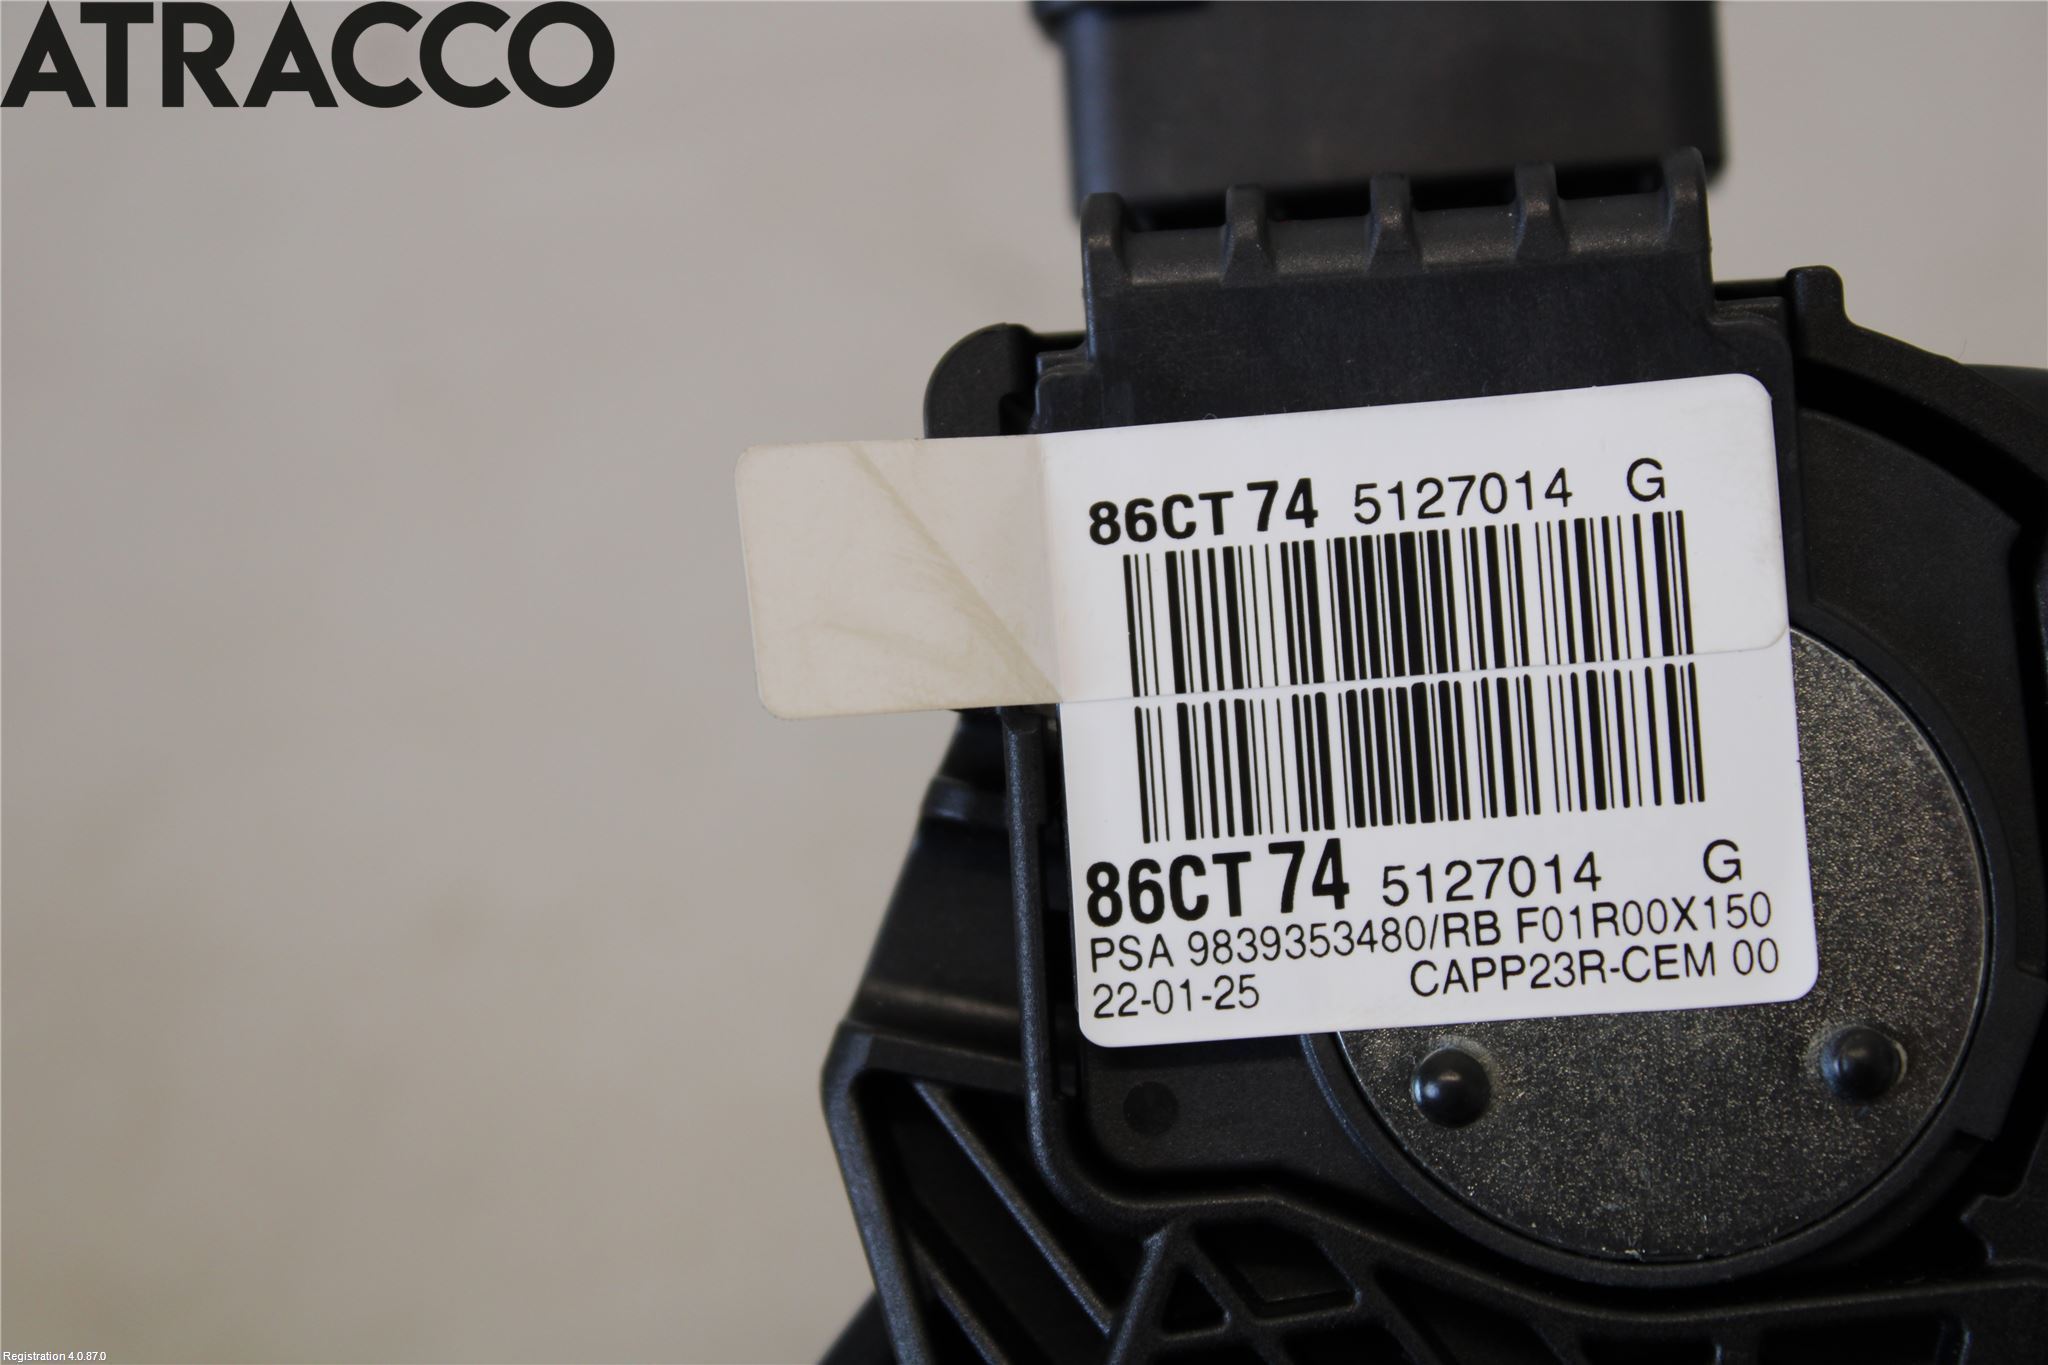 ATRACCO
86CT 74 5127014 G
86CT 74 5127014 G
PSA 9839353480/RB F01R00X150
22-01-25 CAPP23R-CEM 00
Registration 4.0.87.0